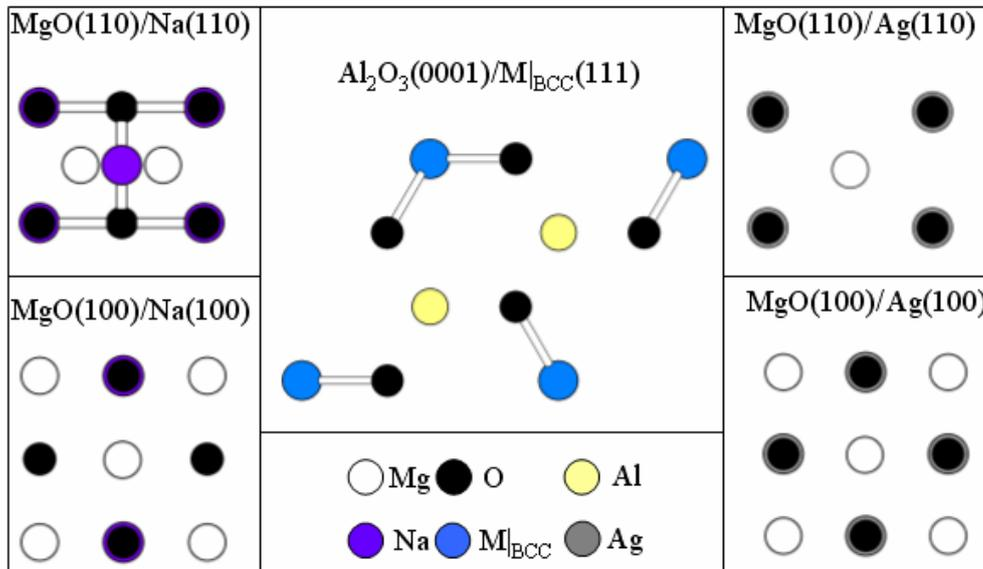 MgO(110)/Na(110)
Al₂O₃(0001)/M|BCC(111)
MgO(110)/Ag(110)
MgO(100)/Na(100)
MgO(100)/Ag(100)
Mg O Al
Na M|BCC Ag